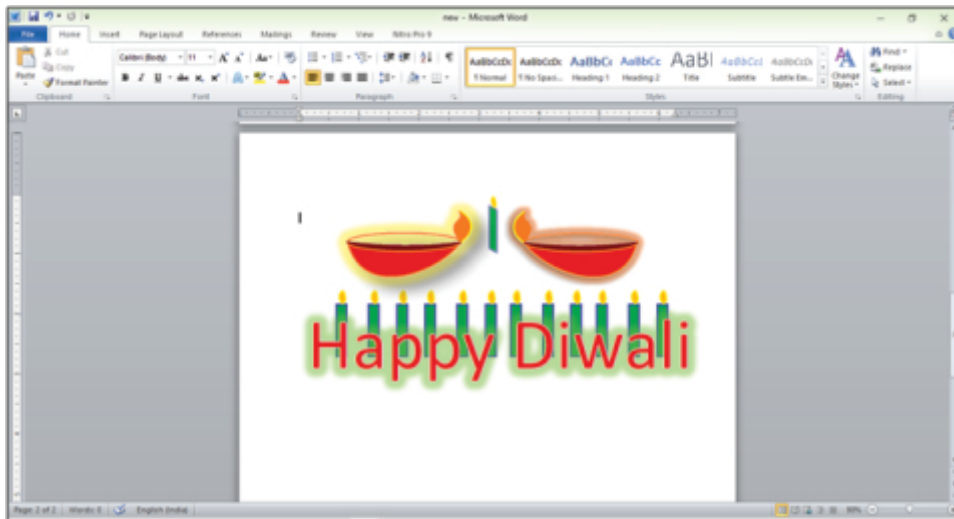 new - Microsoft Word
File Home Insert Page Layout References Mailings Review View Nitro Pro 9
Cut
Copy
Format Painter
Paste
Clipboard
Calibri (Body) 11
Font
Paragraph
AaBbCcDc AaBbCcDc AaBbC AaBbCc AaBl AaBbCcl AaBbCcDc
¶ Normal ¶ No Spaci... Heading 1 Heading 2 Title Subtitle Subtle Em...
Change Styles
Styles
Find
Replace
Select
Editing
Happy Diwali
Page: 2 of 2 Words: 0 English (India) 90%